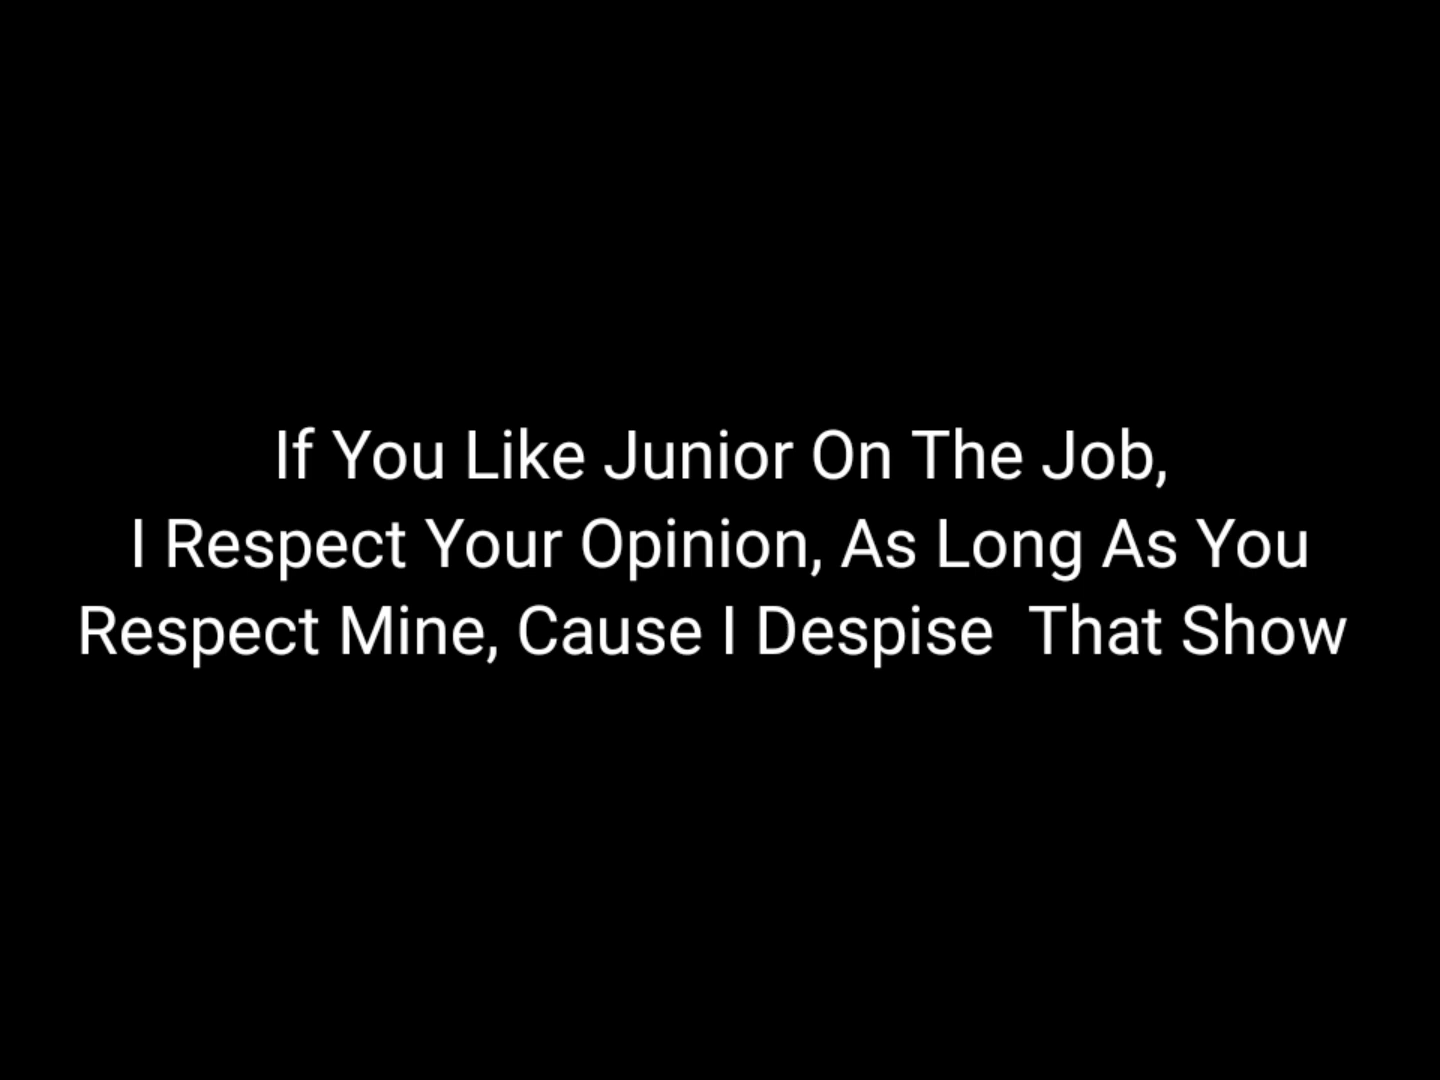 If You Like Junior On The Job,
I Respect Your Opinion, As Long As You
Respect Mine, Cause I Despise  That Show